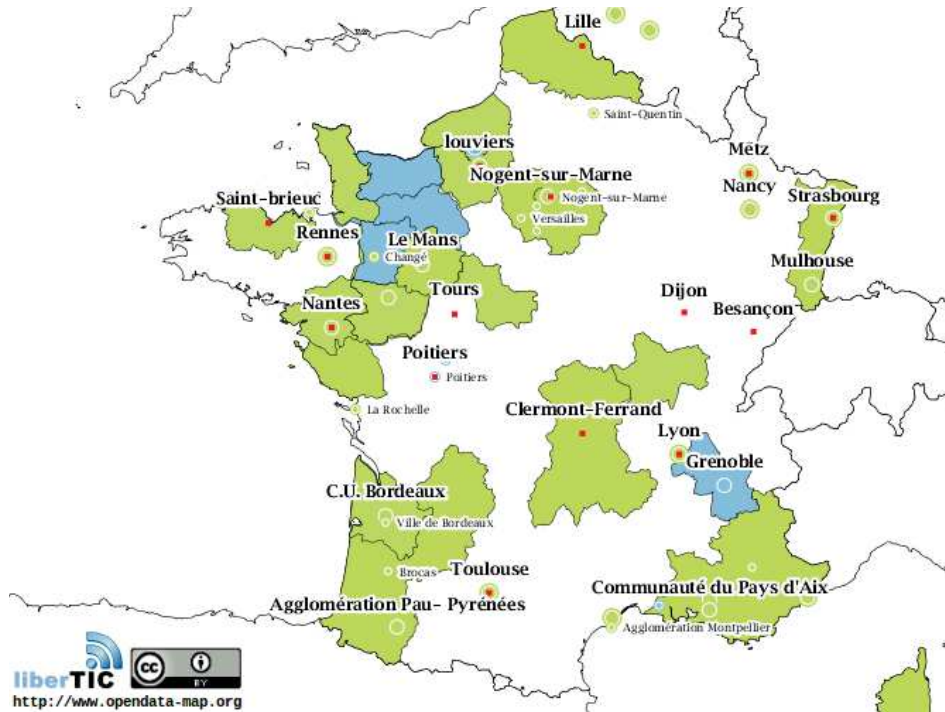 Lille
Saint-Quentin
louviers
Metz
Nogent-sur-Marne
Nancy
Saint-brieuc
Nogent-sur-Marne
Strasbourg
Versailles
Rennes
Le Mans
Changé
Mulhouse
Nantes
Tours
Dijon
Besançon
Poitiers
Poitiers
La Rochelle
Clermont-Ferrand
Lyon
Grenoble
C.U. Bordeaux
Ville de Bordeaux
Brocas
Toulouse
Communauté du Pays d'Aix
Agglomération Pau- Pyrénées
Agglomération Montpellier
liberTIC
cc
BY
http://www.opendata-map.org